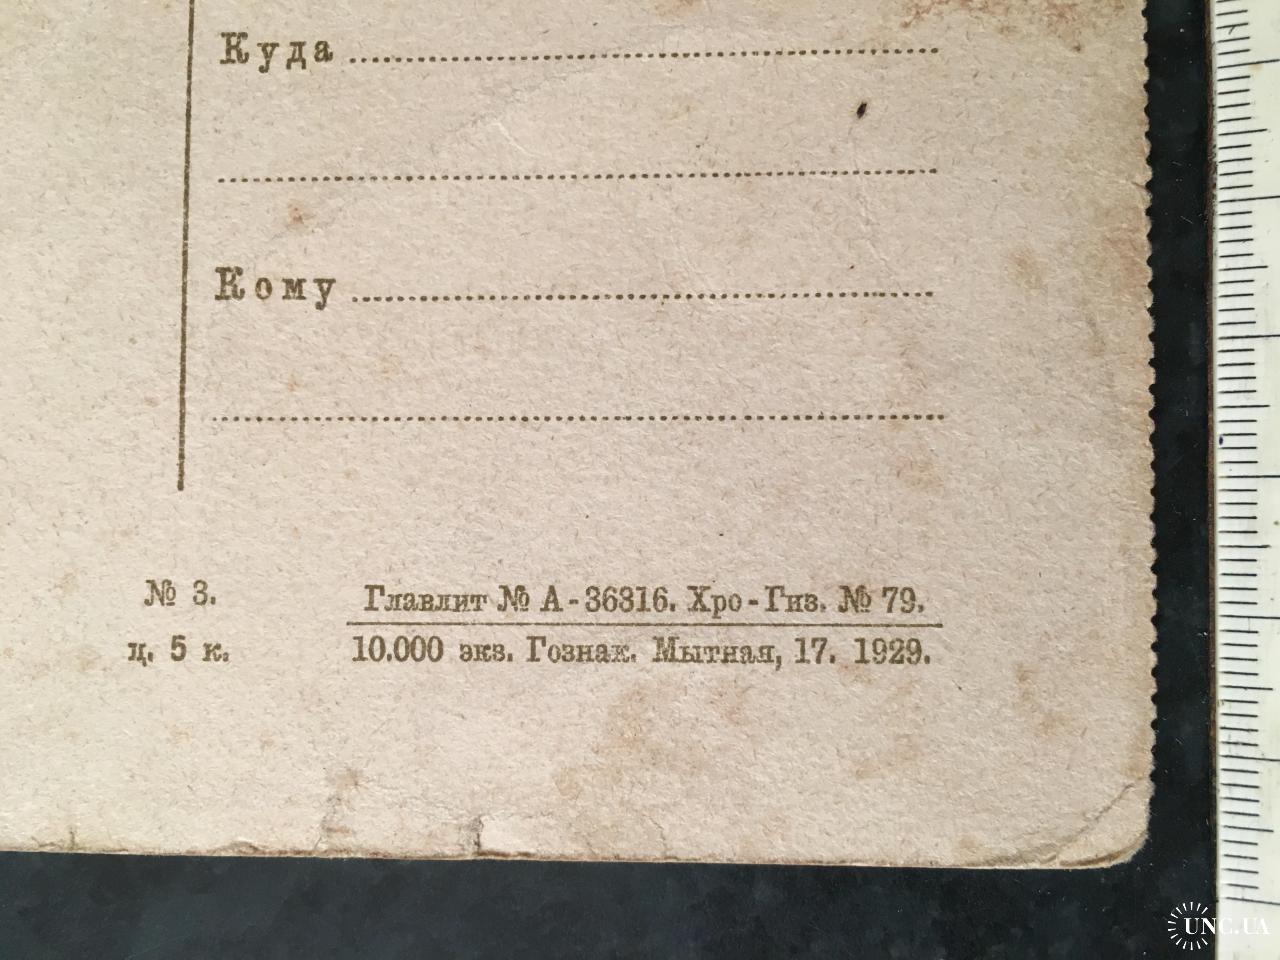 Куда
Кому
№ 3.
ц. 5 к.
Главлит № А-36316. Хро-Гиз. № 79.
10.000 экз. Гознак. Мытная, 17. 1929.
UNC.UA